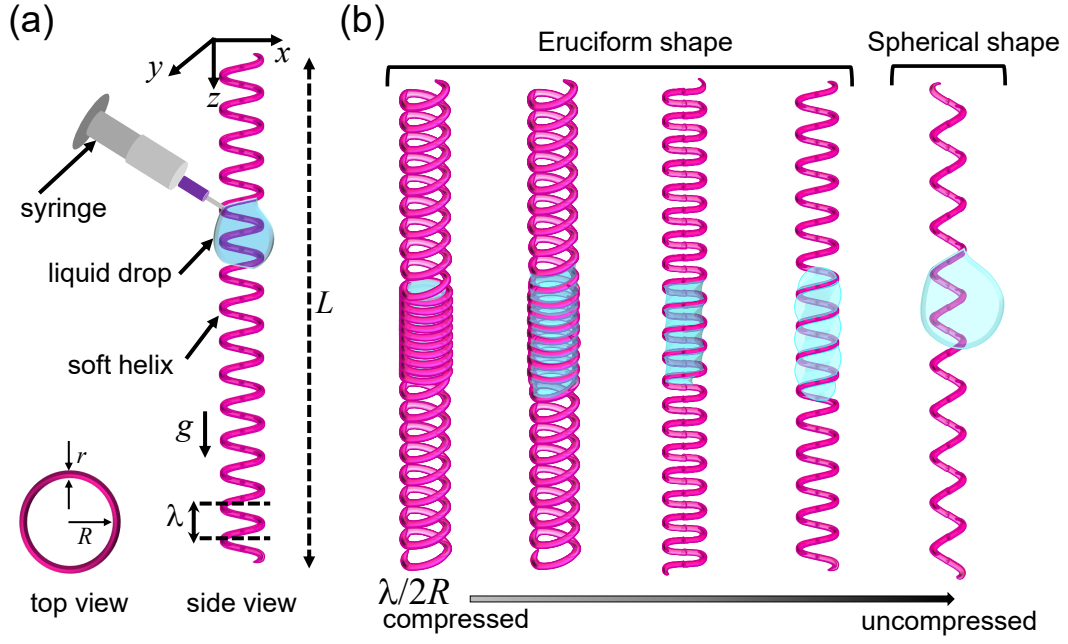 (a)
x
y
z
syringe
liquid drop
soft helix
L
g
r
R
λ
top view
side view
(b)
Eruciform shape
Spherical shape
λ/2R
compressed
uncompressed